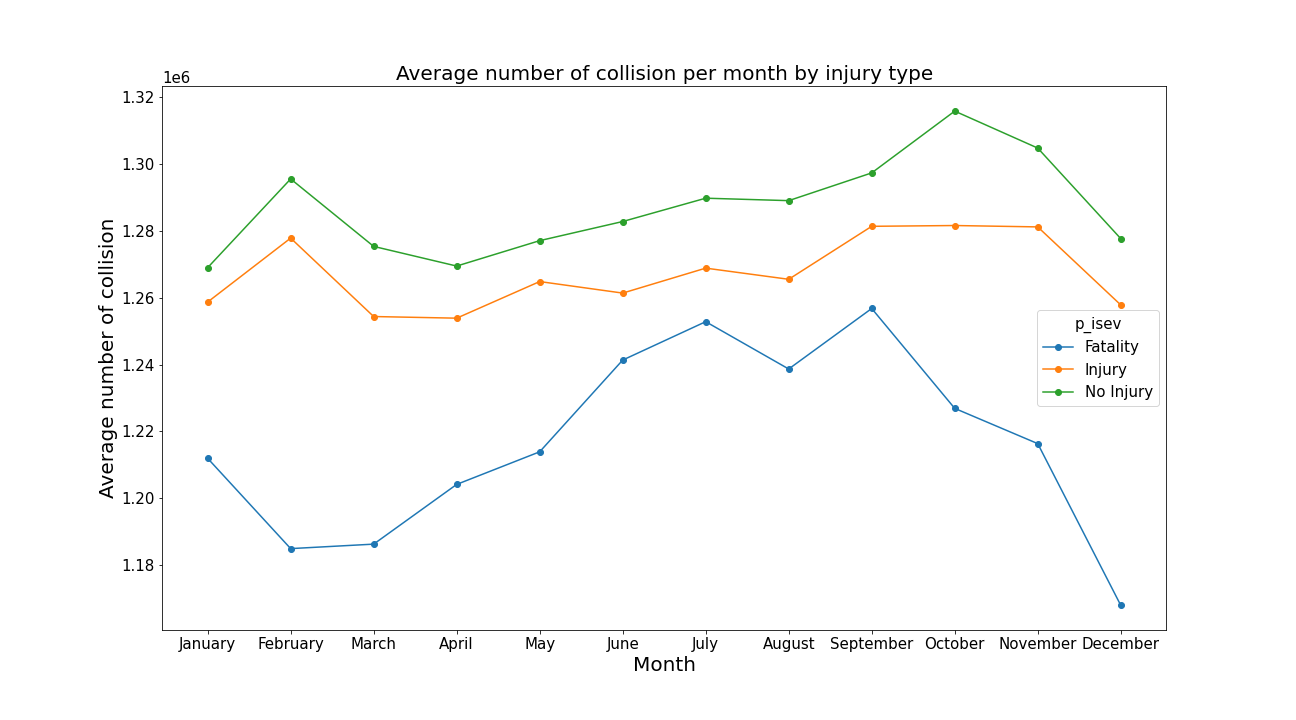 Average number of collision per month by injury type
1e6
1.32
1.30
1.28
1.26
1.24
1.22
1.20
1.18
Average number of collision
p_isev
Fatality
Injury
No Injury
January February March April May June July August September October November December
Month